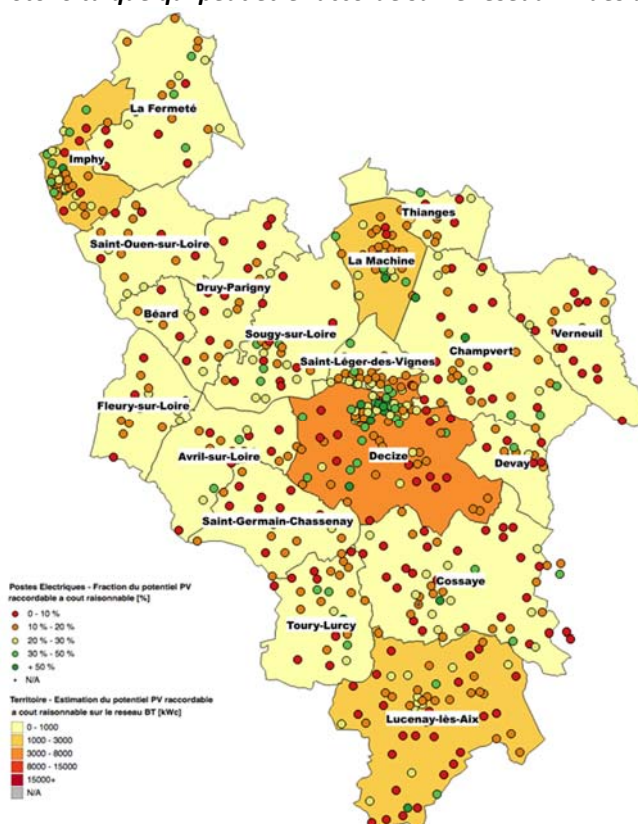 La Fermeté
Imphy
Thianges
Saint-Ouen-sur-Loire
La Machine
Druy-Parigny
Béard
Sougy-sur-Loire
Verneuil
Saint-Léger-des-Vignes
Champvert
Fleury-sur-Loire
Avril-sur-Loire
Decize
Devay
Saint-Germain-Chassenay
Cossaye
Toury-Lurcy
Lucenay-lès-Aix
Postes Electriques - Fraction du potentiel PV
raccordable a cout raisonnable [%]
0 - 10 %
10 % - 20 %
20 % - 30 %
30 % - 50 %
+ 50 %
N/A
Territoire - Estimation du potentiel PV raccordable
a cout raisonnable sur le reseau BT [kWc]
0 - 1000
1000 - 3000
3000 - 8000
8000 - 15000
15000+
N/A